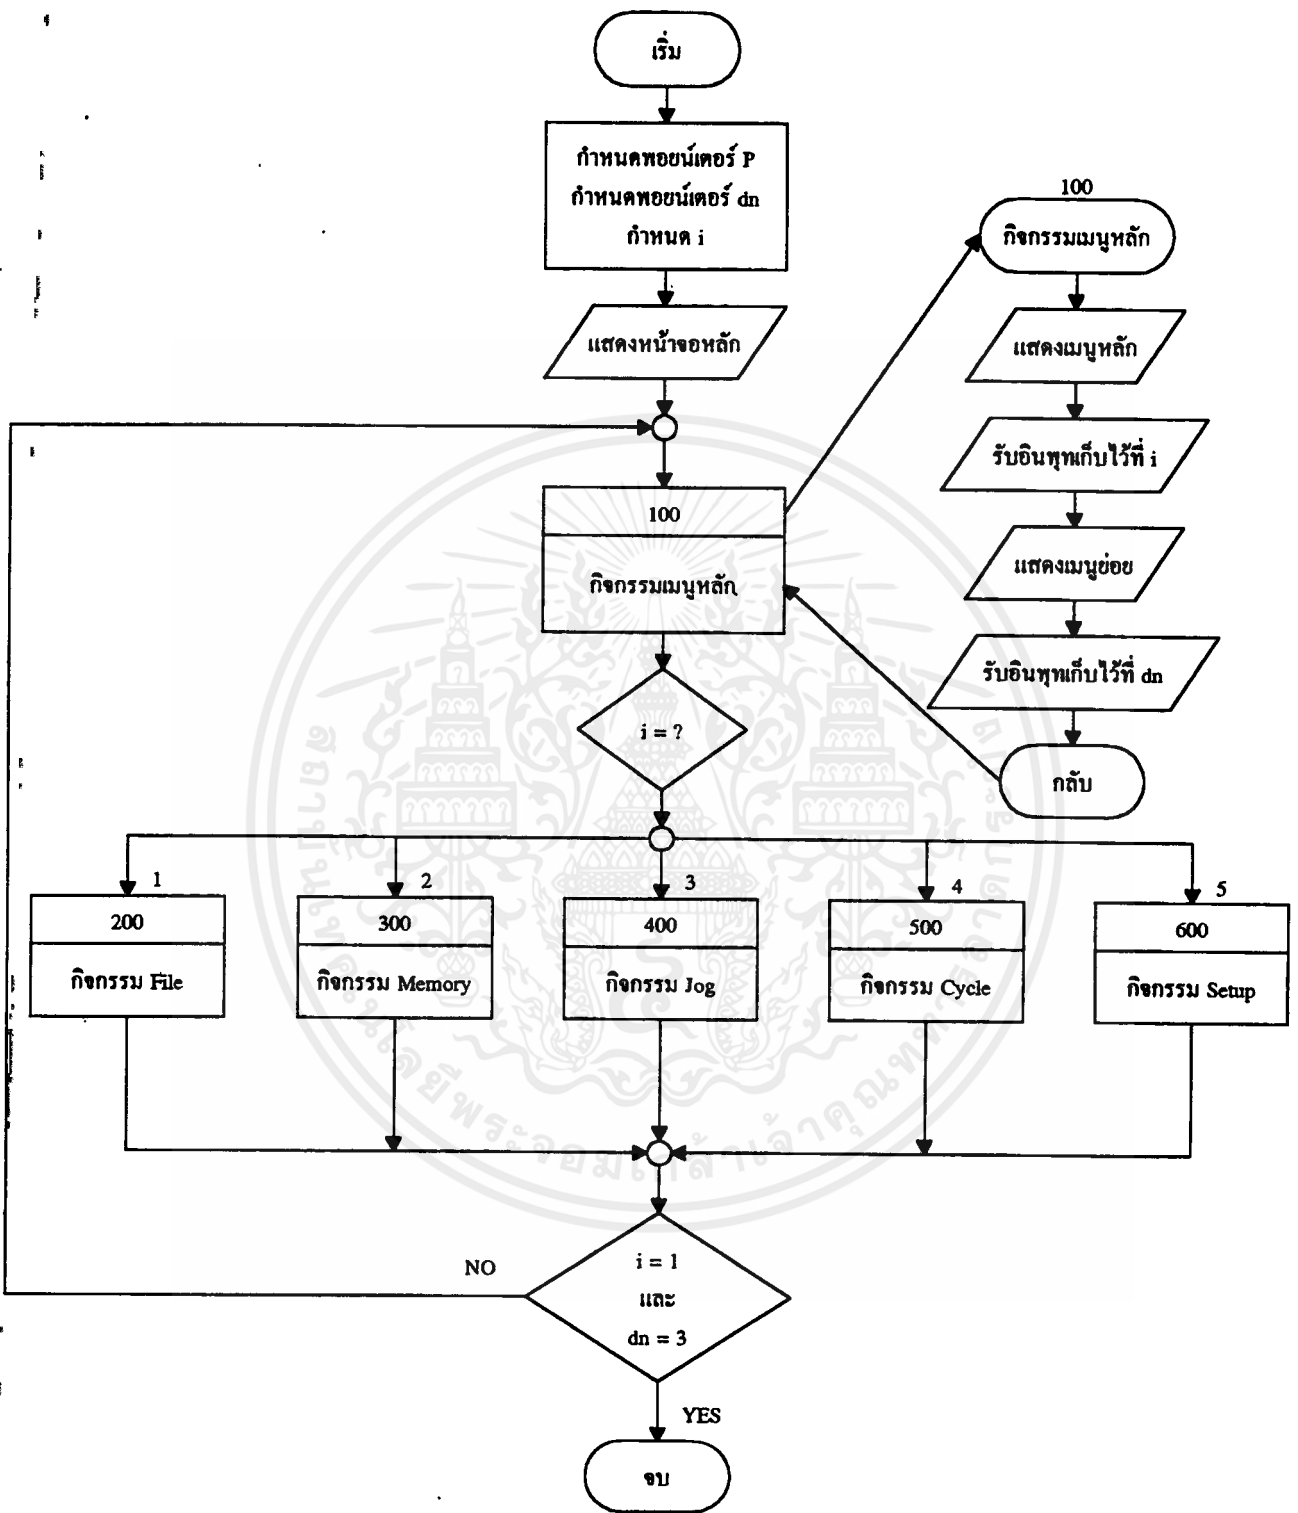 เริ่ม
กำหนดพอยน์เตอร์ P
กำหนดพอยน์เตอร์ dn
กำหนด i
แสดงหน้าจอหลัก
100
กิจกรรมเมนูหลัก
i = ?
100
กิจกรรมเมนูหลัก
แสดงเมนูหลัก
รับอินพุทเก็บไว้ที่ i
แสดงเมนูย่อย
รับอินพุทเก็บไว้ที่ dn
กลับ
1
2
3
4
5
200
300
400
500
600
กิจกรรม File
กิจกรรม Memory
กิจกรรม Jog
กิจกรรม Cycle
กิจกรรม Setup
i = 1
และ
dn = 3
NO
YES
จบ